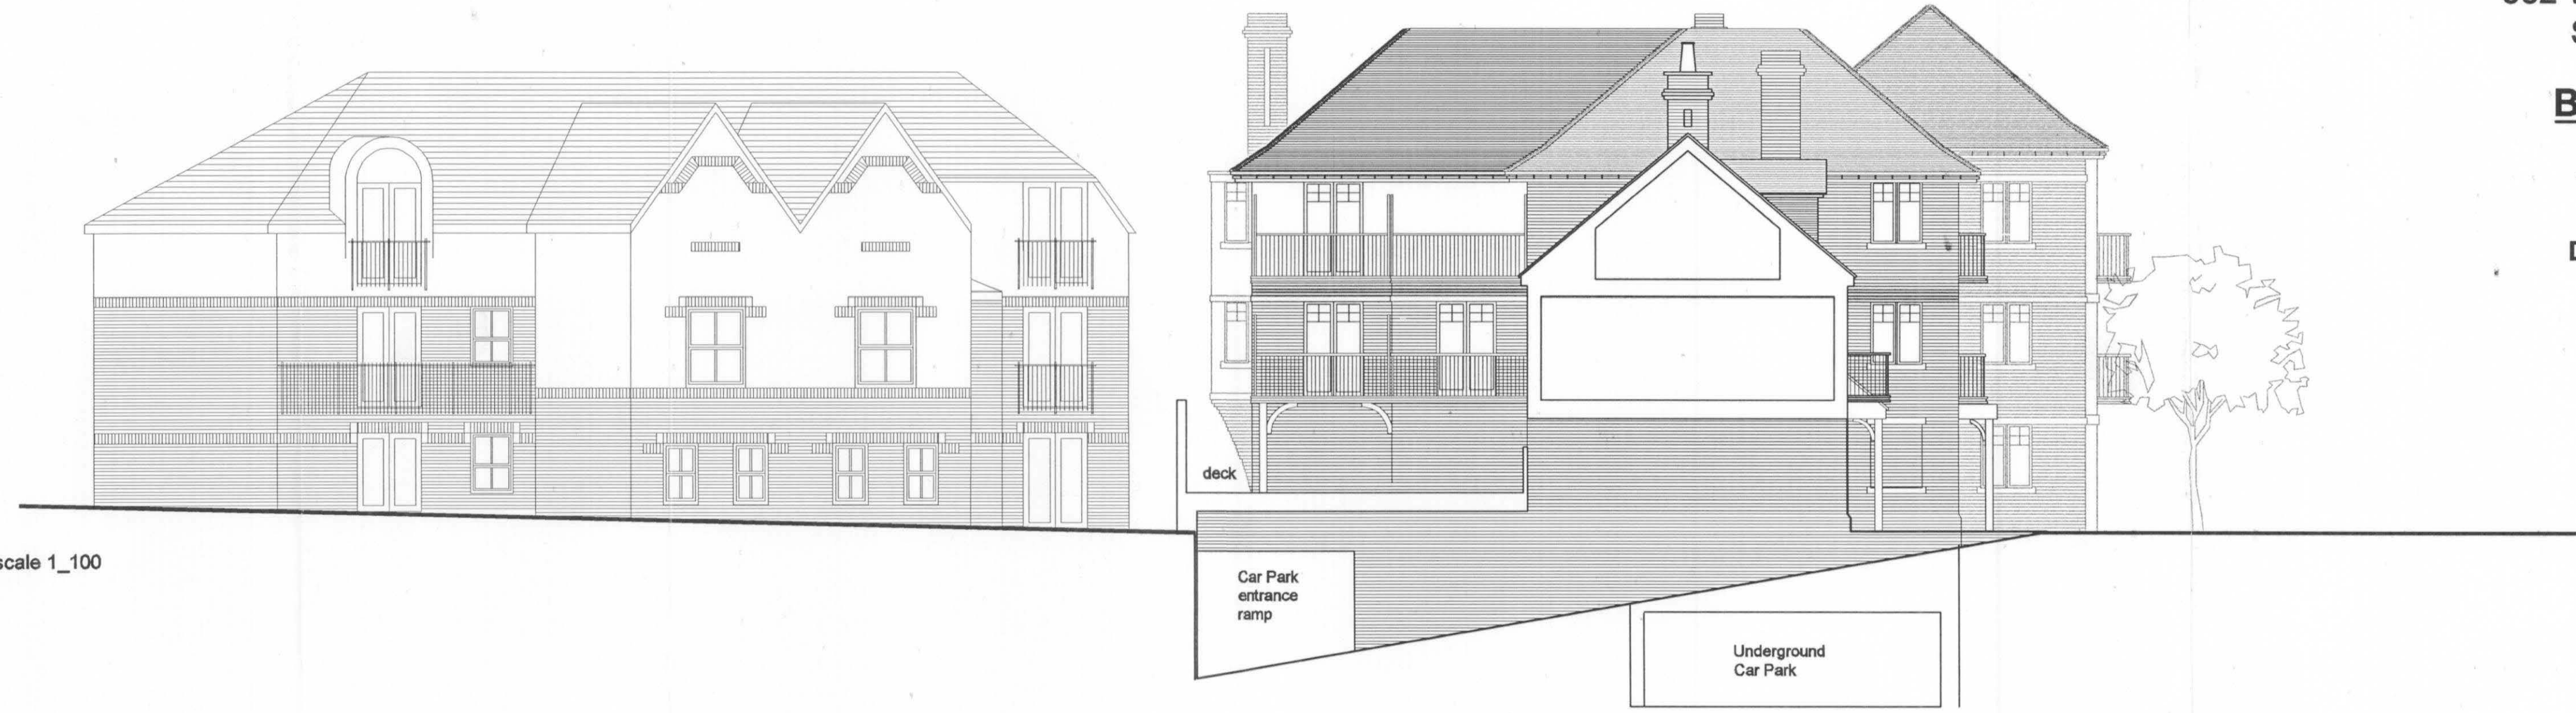 deck
scale 1_100
Car Park
entrance
ramp
Underground
Car Park